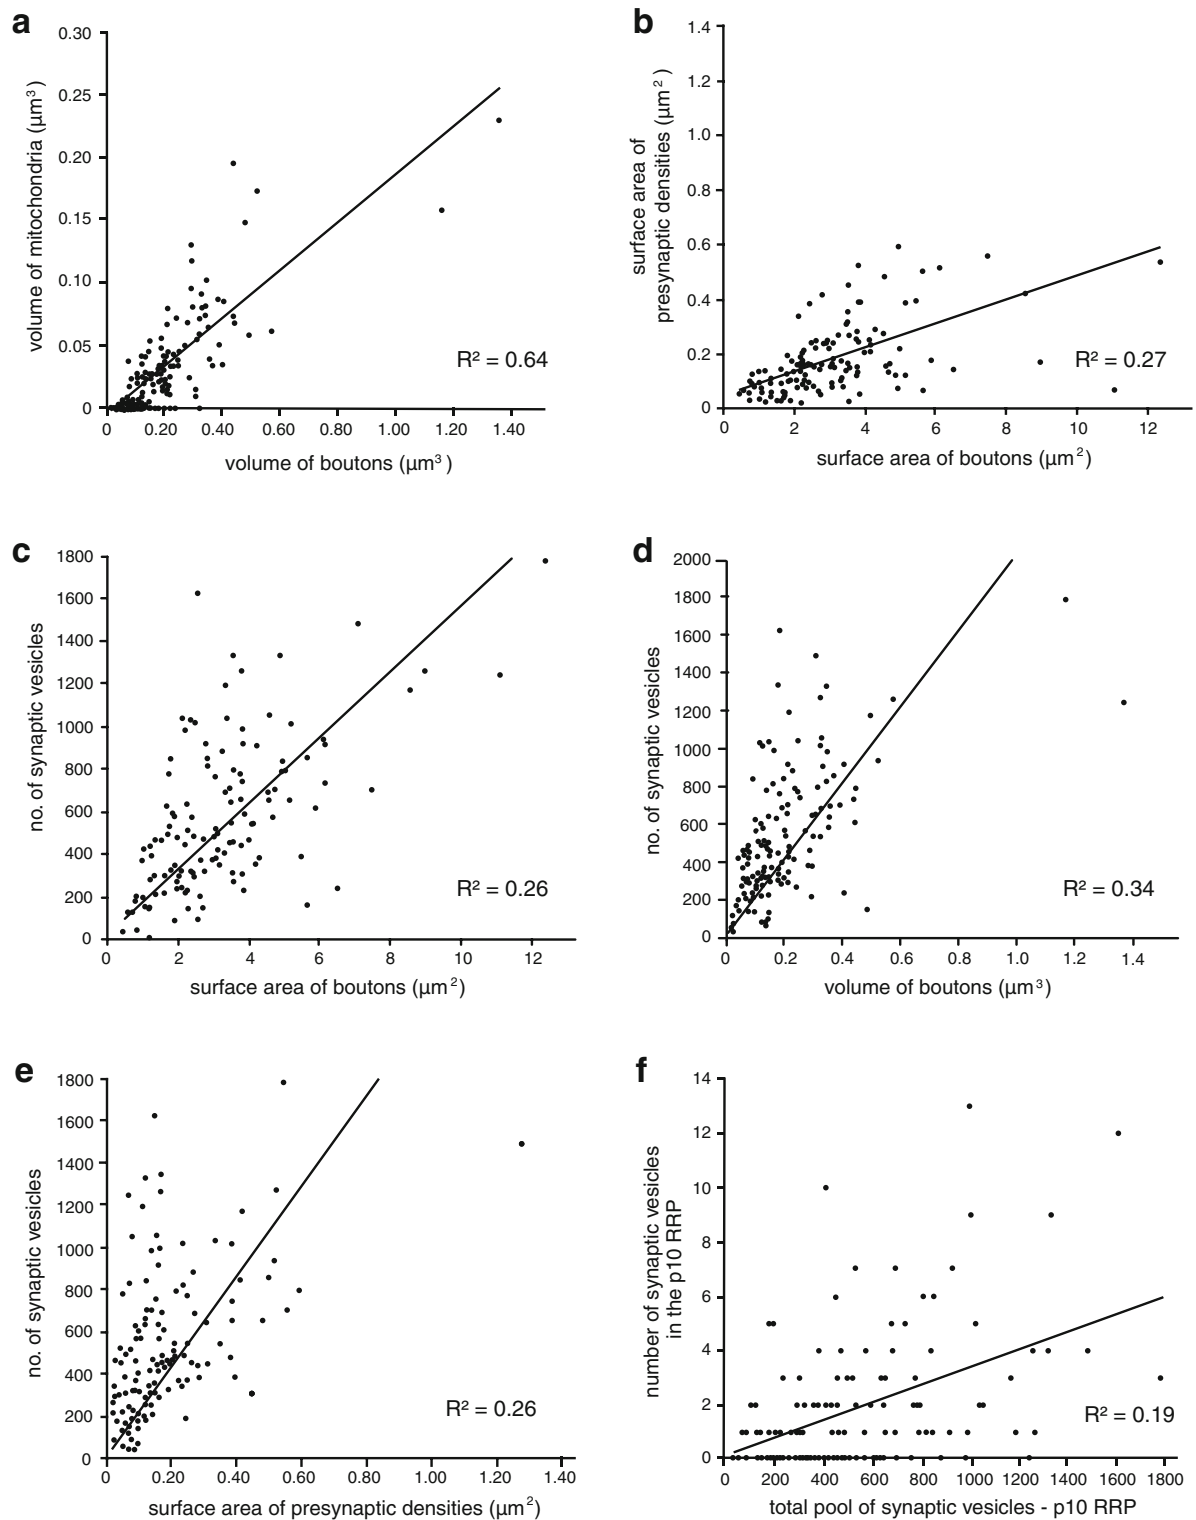 a
0.30
0.25
0.20
0.15
0.10
0.05
0
volume of mitochondria (μm³)
R² = 0.64
0 0.20 0.40 0.60 0.80 1.00 1.20 1.40
volume of boutons (μm³)
b
1.4
1.2
1.0
0.8
0.6
0.4
0.2
0
surface area of
presynaptic densities (μm²)
R² = 0.27
0 2 4 6 8 10 12
surface area of boutons (μm²)
c
1800
1600
1400
1200
1000
800
600
400
200
0
no. of synaptic vesicles
R² = 0.26
0 2 4 6 8 10 12
surface area of boutons (μm²)
d
2000
1800
1600
1400
1200
1000
800
600
400
200
0
no. of synaptic vesicles
R² = 0.34
0 0.2 0.4 0.6 0.8 1.0 1.2 1.4
volume of boutons (μm³)
e
1800
1600
1400
1200
1000
800
600
400
200
0
no. of synaptic vesicles
R² = 0.26
0 0.20 0.40 0.60 0.80 1.00 1.20 1.40
surface area of presynaptic densities (μm²)
f
14
12
10
8
6
4
2
0
number of synaptic vesicles
in the p10 RRP
R² = 0.19
0 200 400 600 800 1000 1200 1400 1600 1800
total pool of synaptic vesicles - p10 RRP